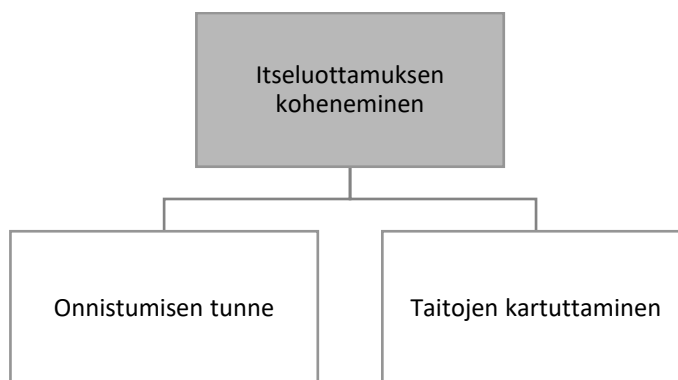 Itseluottamuksen
koheneminen
Onnistumisen tunne
Taitojen kartuttaminen